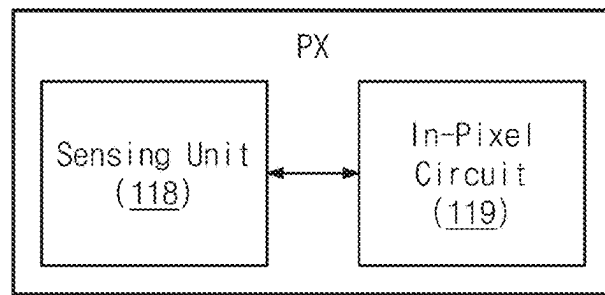 PX
Sensing Unit
(118)
In-Pixel
Circuit
(119)